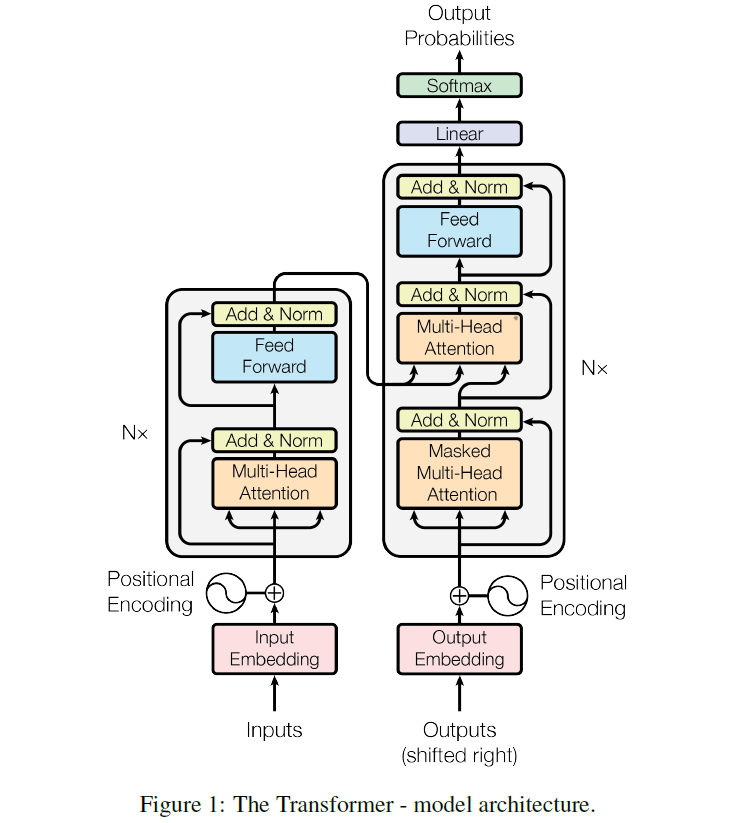 Output
Probabilities
Softmax
Linear
Add & Norm
Feed
Forward
Add & Norm
Multi-Head
Attention
Add & Norm
Masked
Multi-Head
Attention
Nx
Add & Norm
Feed
Forward
Add & Norm
Multi-Head
Attention
Nx
Positional
Encoding
Input
Embedding
Inputs
Positional
Encoding
Output
Embedding
Outputs
(shifted right)
Figure 1: The Transformer - model architecture.